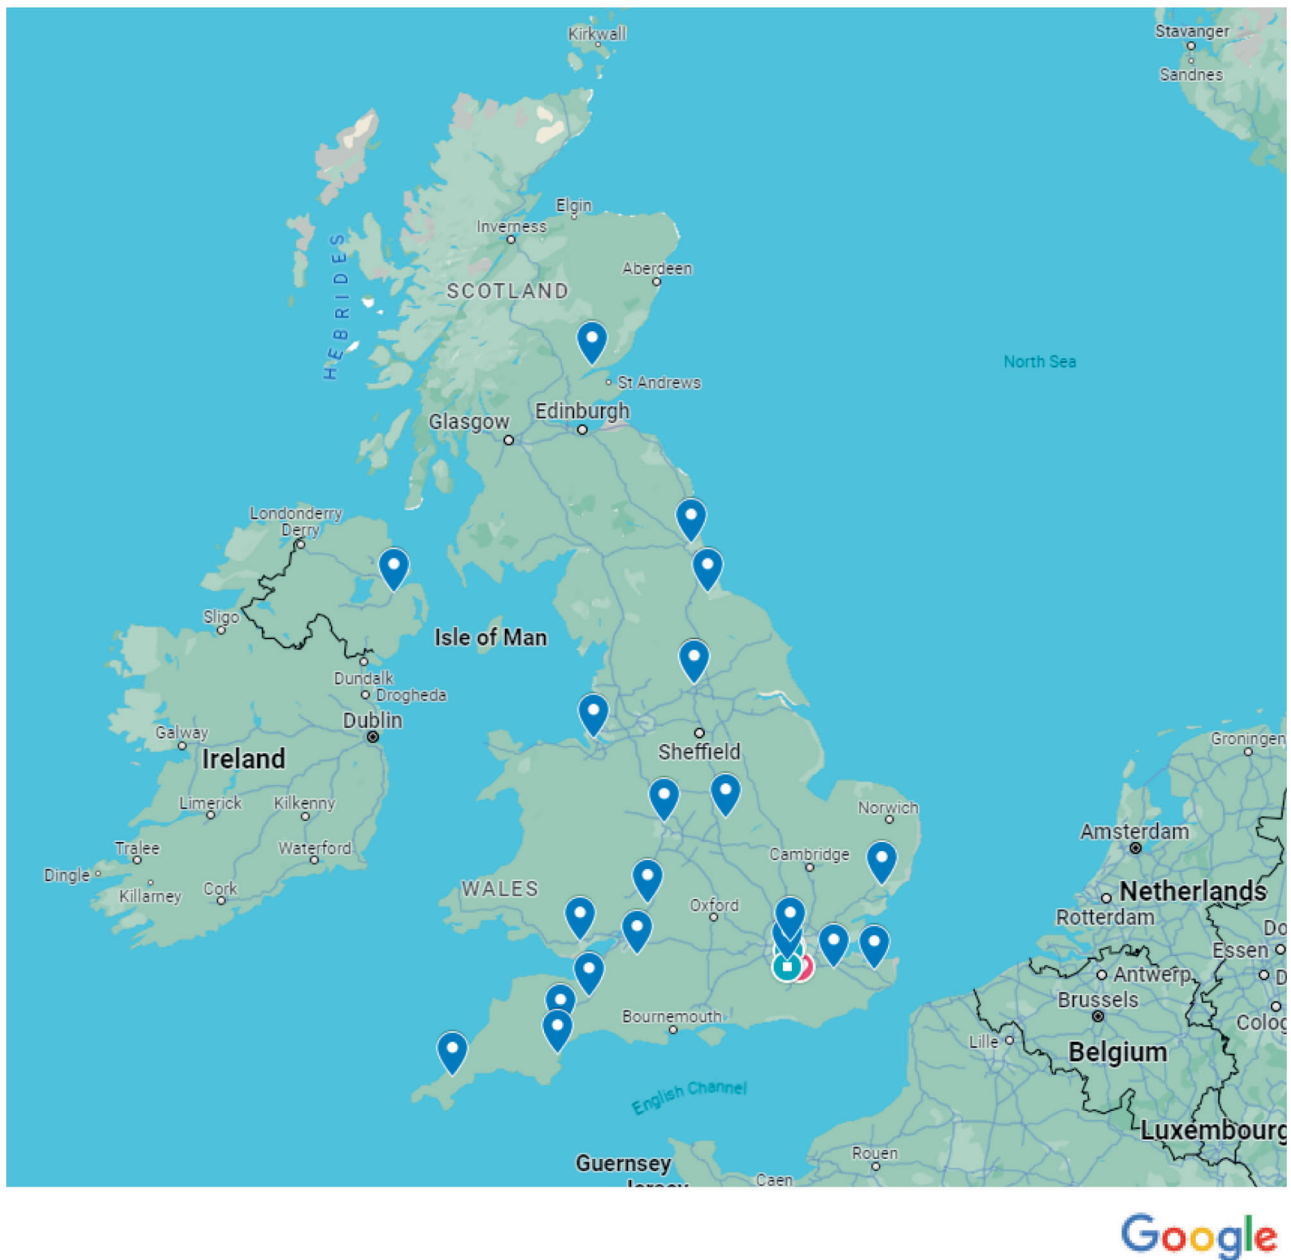 Kirkwall
Stavanger
Sandnes
Elgin
Inverness
Aberdeen
SCOTLAND
HEBRIDES
North Sea
St Andrews
Edinburgh
Glasgow
Londonderry
Derry
Sligo
Isle of Man
Dundalk
Drogheda
Dublin
Galway
Ireland
Sheffield
Groningen
Limerick
Kilkenny
Norwich
Amsterdam
Tralee
Waterford
Cambridge
Dingle
Killarney
Cork
WALES
Oxford
Netherlands
Rotterdam
Do
Essen
Antwerp
D
Brussels
Bournemouth
Colog
Lille
Belgium
English Channel
Luxembourg
Guernsey
Rouen
Caen
Google